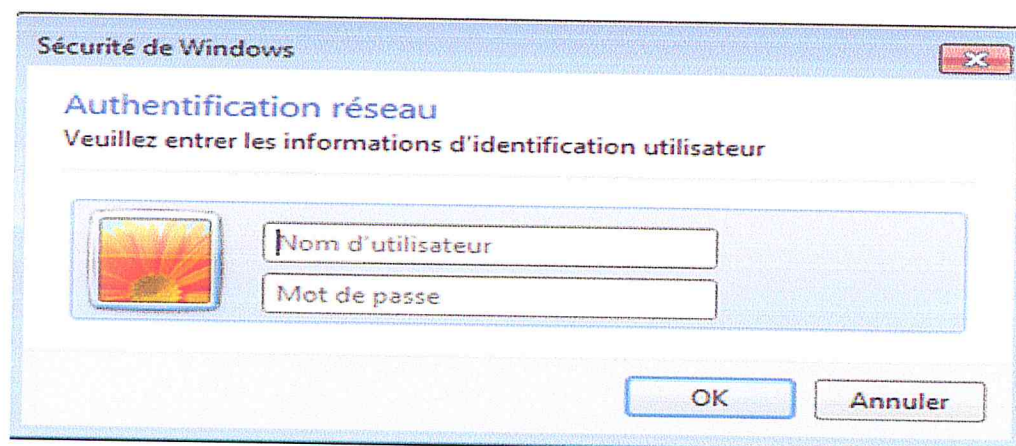 Sécurité de Windows
Authentification réseau
Veuillez entrer les informations d'identification utilisateur
Nom d'utilisateur
Mot de passe
OK
Annuler